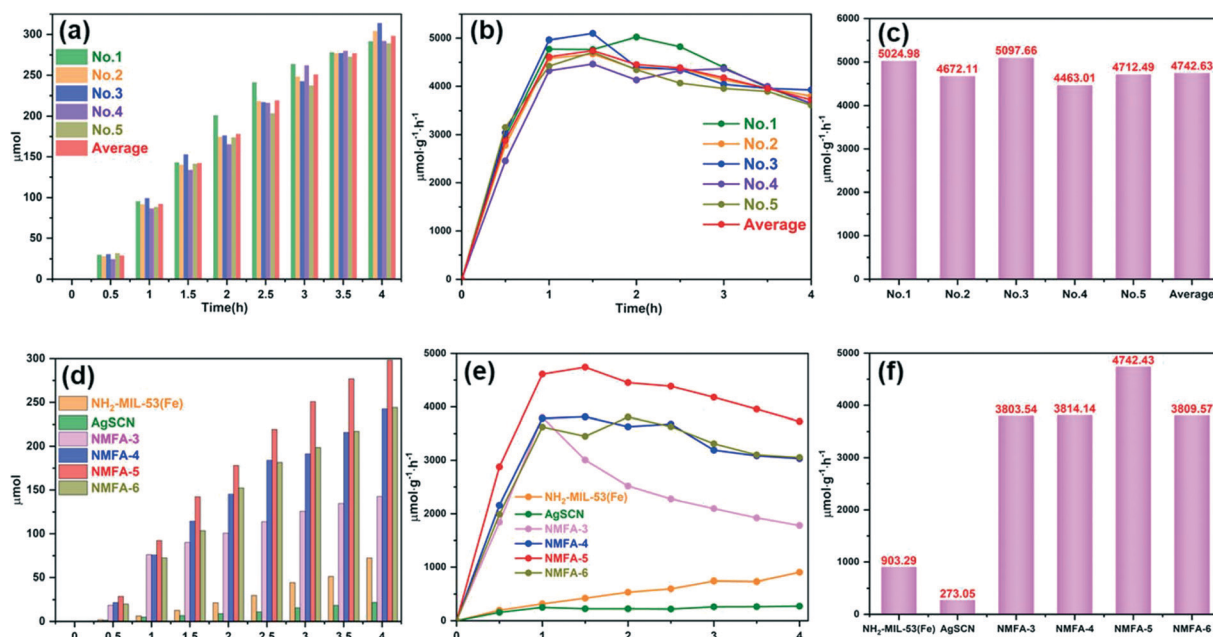 (a)
No.1
No.2
No.3
No.4
No.5
Average
μmol
300
250
200
150
100
50
0
0 0.5 1 1.5 2 2.5 3 3.5 4
Time(h)
(b)
μmol·g⁻¹·h⁻¹
5000
4000
3000
2000
1000
0
No.1
No.2
No.3
No.4
No.5
Average
0 1 2 3 4
Time(h)
(c)
μmol·g⁻¹·h⁻¹
6000
5000
4000
3000
2000
1000
0
5024.98 4672.11 5097.66 4463.01 4712.49 4742.63
No.1 No.2 No.3 No.4 No.5 Average
(d)
NH₂-MIL-53(Fe)
AgSCN
NMFA-3
NMFA-4
NMFA-5
NMFA-6
μmol
300
250
200
150
100
50
0
0 0.5 1 1.5 2 2.5 3 3.5 4
(e)
μmol·g⁻¹·h⁻¹
5000
4000
3000
2000
1000
0
NH₂-MIL-53(Fe)
AgSCN
NMFA-3
NMFA-4
NMFA-5
NMFA-6
0 1 2 3 4
(f)
μmol·g⁻¹·h⁻¹
5000
4000
3000
2000
1000
0
903.29 273.05 3803.54 3814.14 4742.43 3809.57
NH₂-MIL-53(Fe) AgSCN NMFA-3 NMFA-4 NMFA-5 NMFA-6